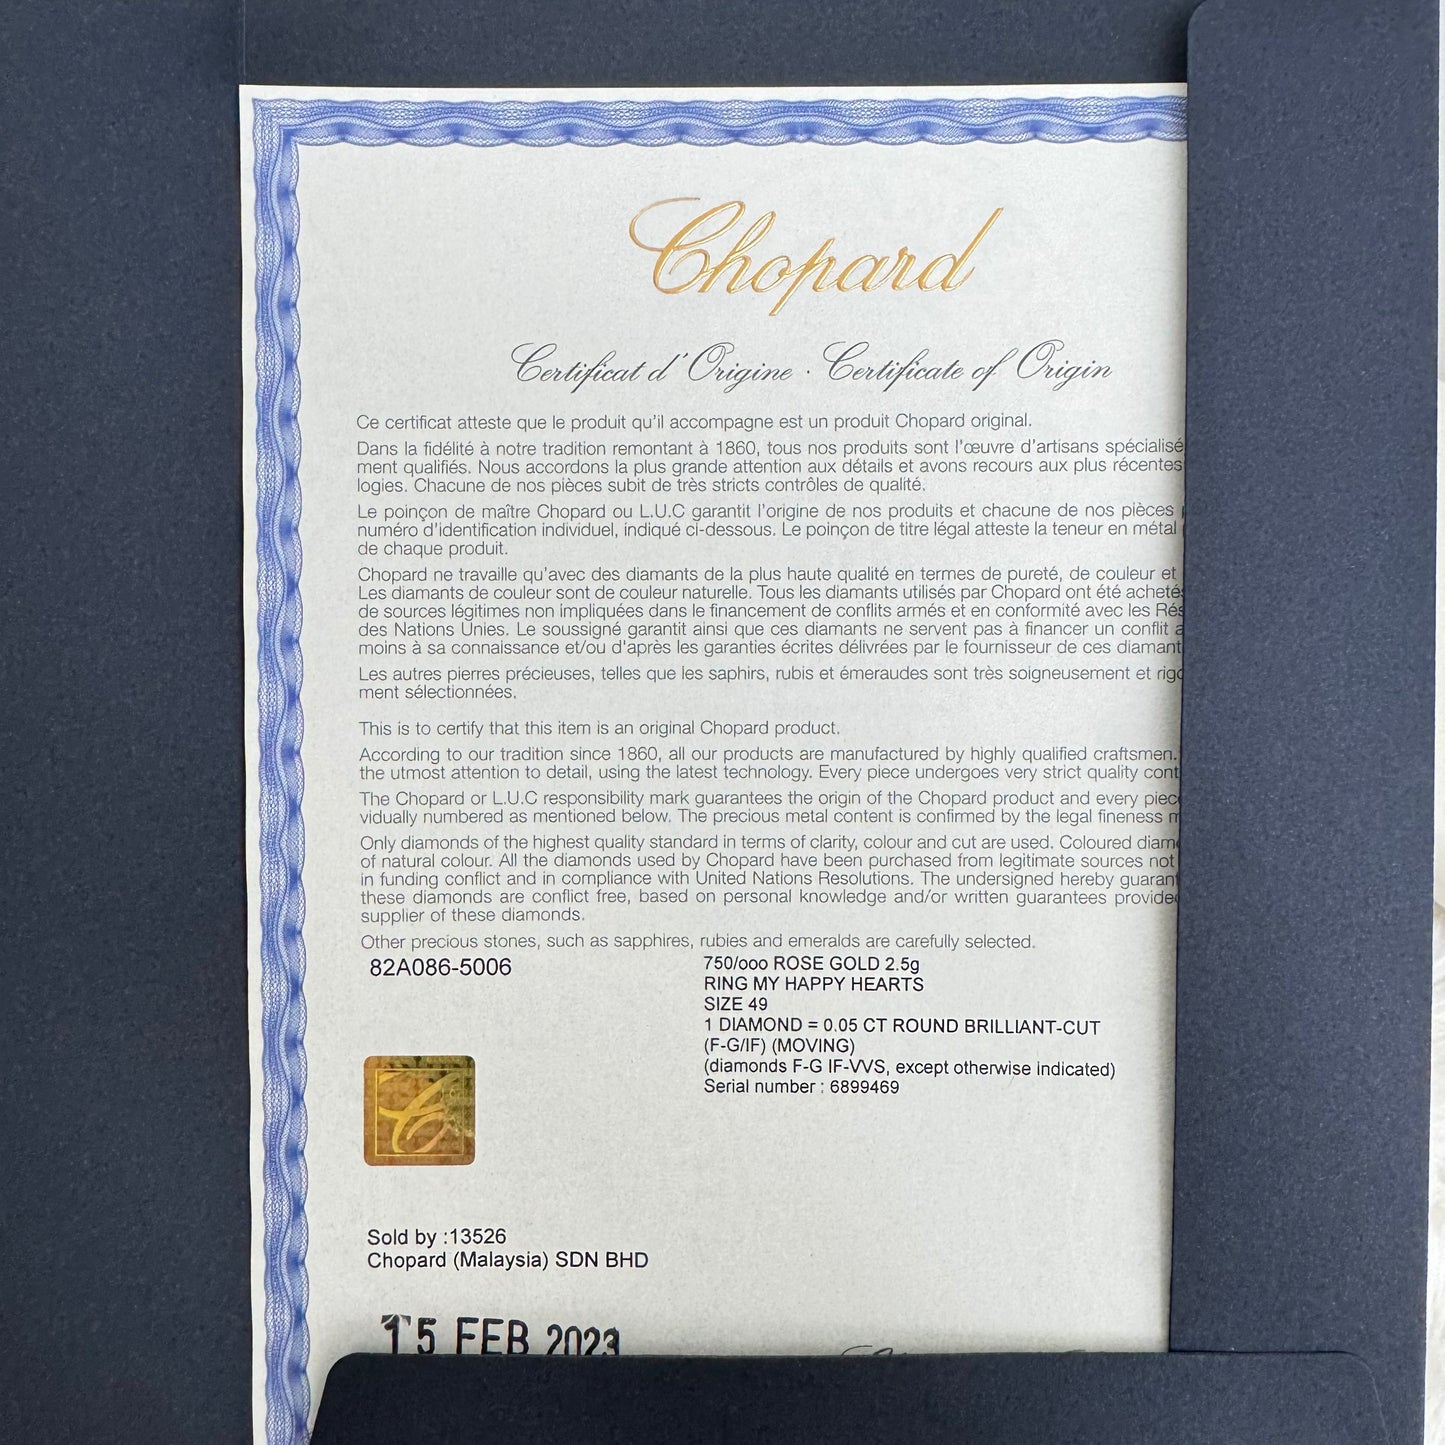 Chopard
Certificat d'Origine · Certificate of Origin
Ce certificat atteste que le produit qu'il accompagne est un produit Chopard original.
Dans la fidélité à notre tradition remontant à 1860, tous nos produits sont l'œuvre d'artisans spécialisé
ment qualifiés. Nous accordons la plus grande attention aux détails et avons recours aux plus récentes
logies. Chacune de nos pièces subit de très stricts contrôles de qualité.
Le poinçon de maître Chopard ou L.U.C garantit l'origine de nos produits et chacune de nos pièces
numéro d'identification individuel, indiqué ci-dessous. Le poinçon de titre légal atteste la teneur en métal
de chaque produit.
Chopard ne travaille qu'avec des diamants de la plus haute qualité en termes de pureté, de couleur et
Les diamants de couleur sont de couleur naturelle. Tous les diamants utilisés par Chopard ont été acheté
de sources légitimes non impliquées dans le financement de conflits armés et en conformité avec les Rés
des Nations Unies. Le soussigné garantit ainsi que ces diamants ne servent pas à financer un conflit a
moins à sa connaissance et/ou d'après les garanties écrites délivrées par le fournisseur de ces diamant
Les autres pierres précieuses, telles que les saphirs, rubis et émeraudes sont très soigneusement et rigo
ment sélectionnées.
This is to certify that this item is an original Chopard product.
According to our tradition since 1860, all our products are manufactured by highly qualified craftsmen.
the utmost attention to detail, using the latest technology. Every piece undergoes very strict quality cont
The Chopard or L.U.C responsibility mark guarantees the origin of the Chopard product and every piec
vidually numbered as mentioned below. The precious metal content is confirmed by the legal fineness m
Only diamonds of the highest quality standard in terms of clarity, colour and cut are used. Coloured diam
of natural colour. All the diamonds used by Chopard have been purchased from legitimate sources not
in funding conflict and in compliance with United Nations Resolutions. The undersigned hereby guarant
these diamonds are conflict free, based on personal knowledge and/or written guarantees provide
supplier of these diamonds.
Other precious stones, such as sapphires, rubies and emeralds are carefully selected.
82A086-5006
750/ooo ROSE GOLD 2.5g
RING MY HAPPY HEARTS
SIZE 49
1 DIAMOND = 0.05 CT ROUND BRILLIANT-CUT
(F-G/IF) (MOVING)
(diamonds F-G IF-VVS, except otherwise indicated)
Serial number : 6899469
Sold by :13526
Chopard (Malaysia) SDN BHD
15 FEB 2023